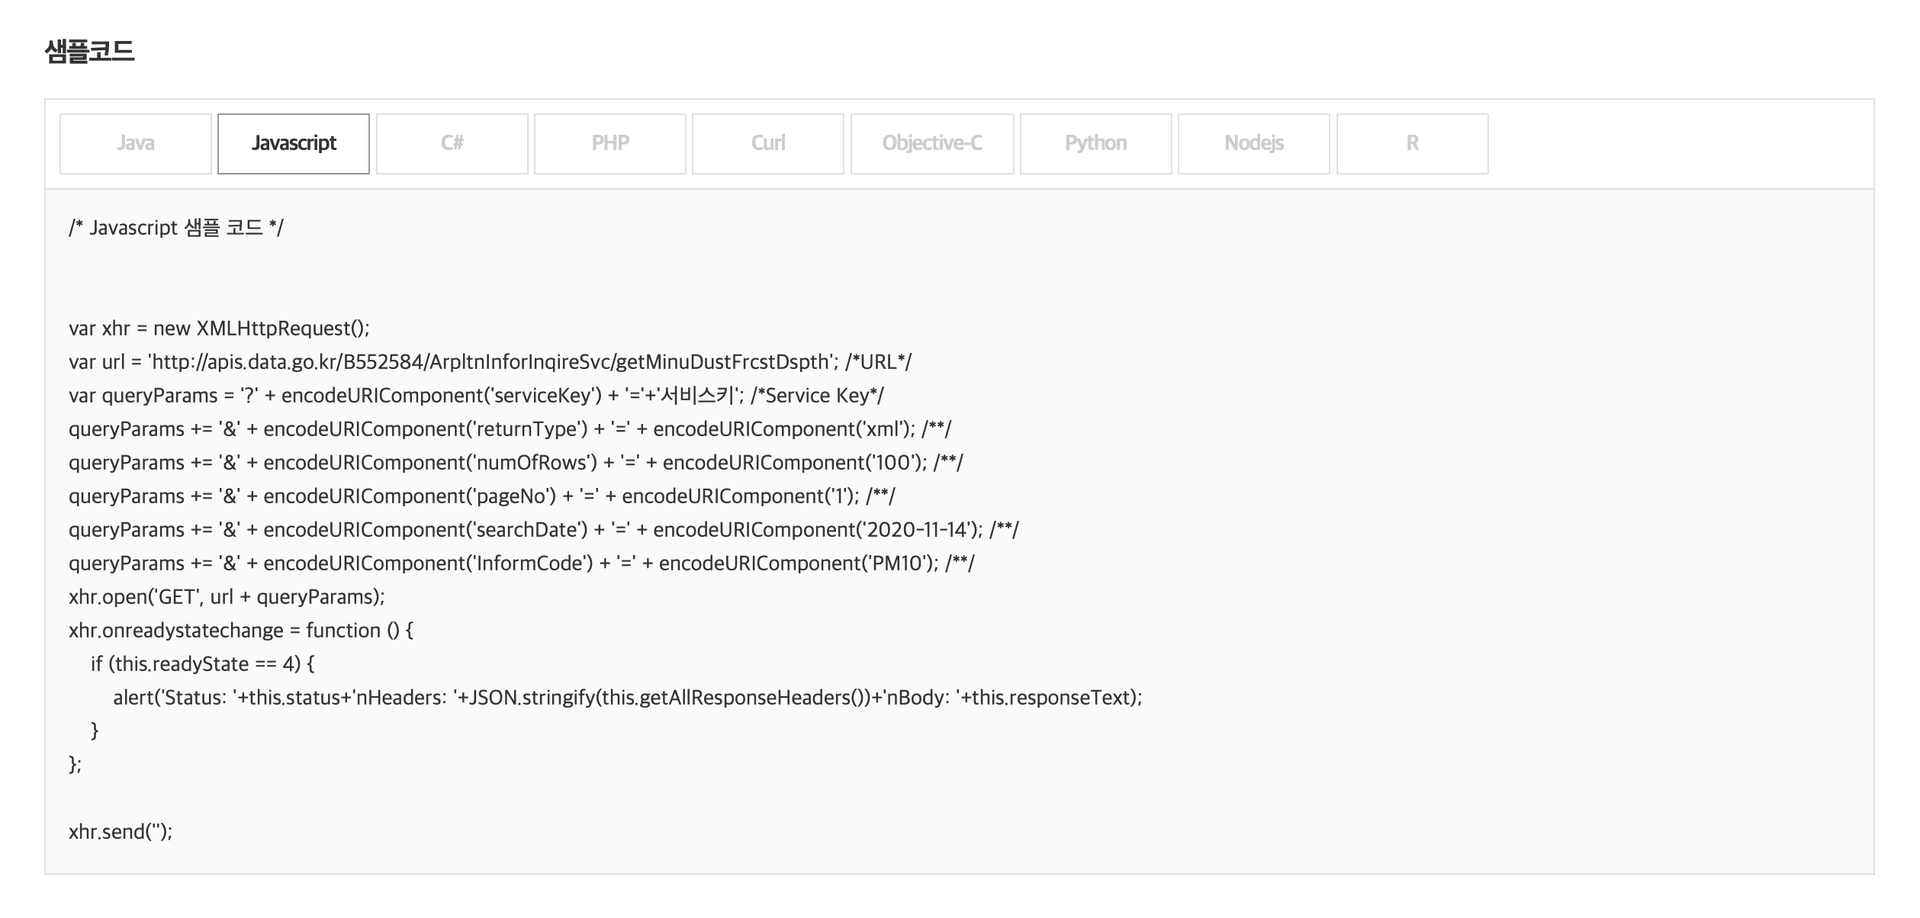 샘플코드
Java Javascript C# PHP Curl Objective-C Python Nodejs R
/* Javascript 샘플 코드 */
var xhr = new XMLHttpRequest();
var url = 'http://apis.data.go.kr/B552584/ArpltnInforInqireSvc/getMinuDustFrcstDspth'; /*URL*/
var queryParams = '?' + encodeURIComponent('serviceKey') + '='+'서비스키'; /*Service Key*/
queryParams += '&' + encodeURIComponent('returnType') + '=' + encodeURIComponent('xml'); /**/
queryParams += '&' + encodeURIComponent('numOfRows') + '=' + encodeURIComponent('100'); /**/
queryParams += '&' + encodeURIComponent('pageNo') + '=' + encodeURIComponent('1'); /**/
queryParams += '&' + encodeURIComponent('searchDate') + '=' + encodeURIComponent('2020-11-14'); /**/
queryParams += '&' + encodeURIComponent('InformCode') + '=' + encodeURIComponent('PM10'); /**/
xhr.open('GET', url + queryParams);
xhr.onreadystatechange = function () {
    if (this.readyState == 4) {
        alert('Status: '+this.status+'nHeaders: '+JSON.stringify(this.getAllResponseHeaders())+'nBody: '+this.responseText);
    }
};
xhr.send('');